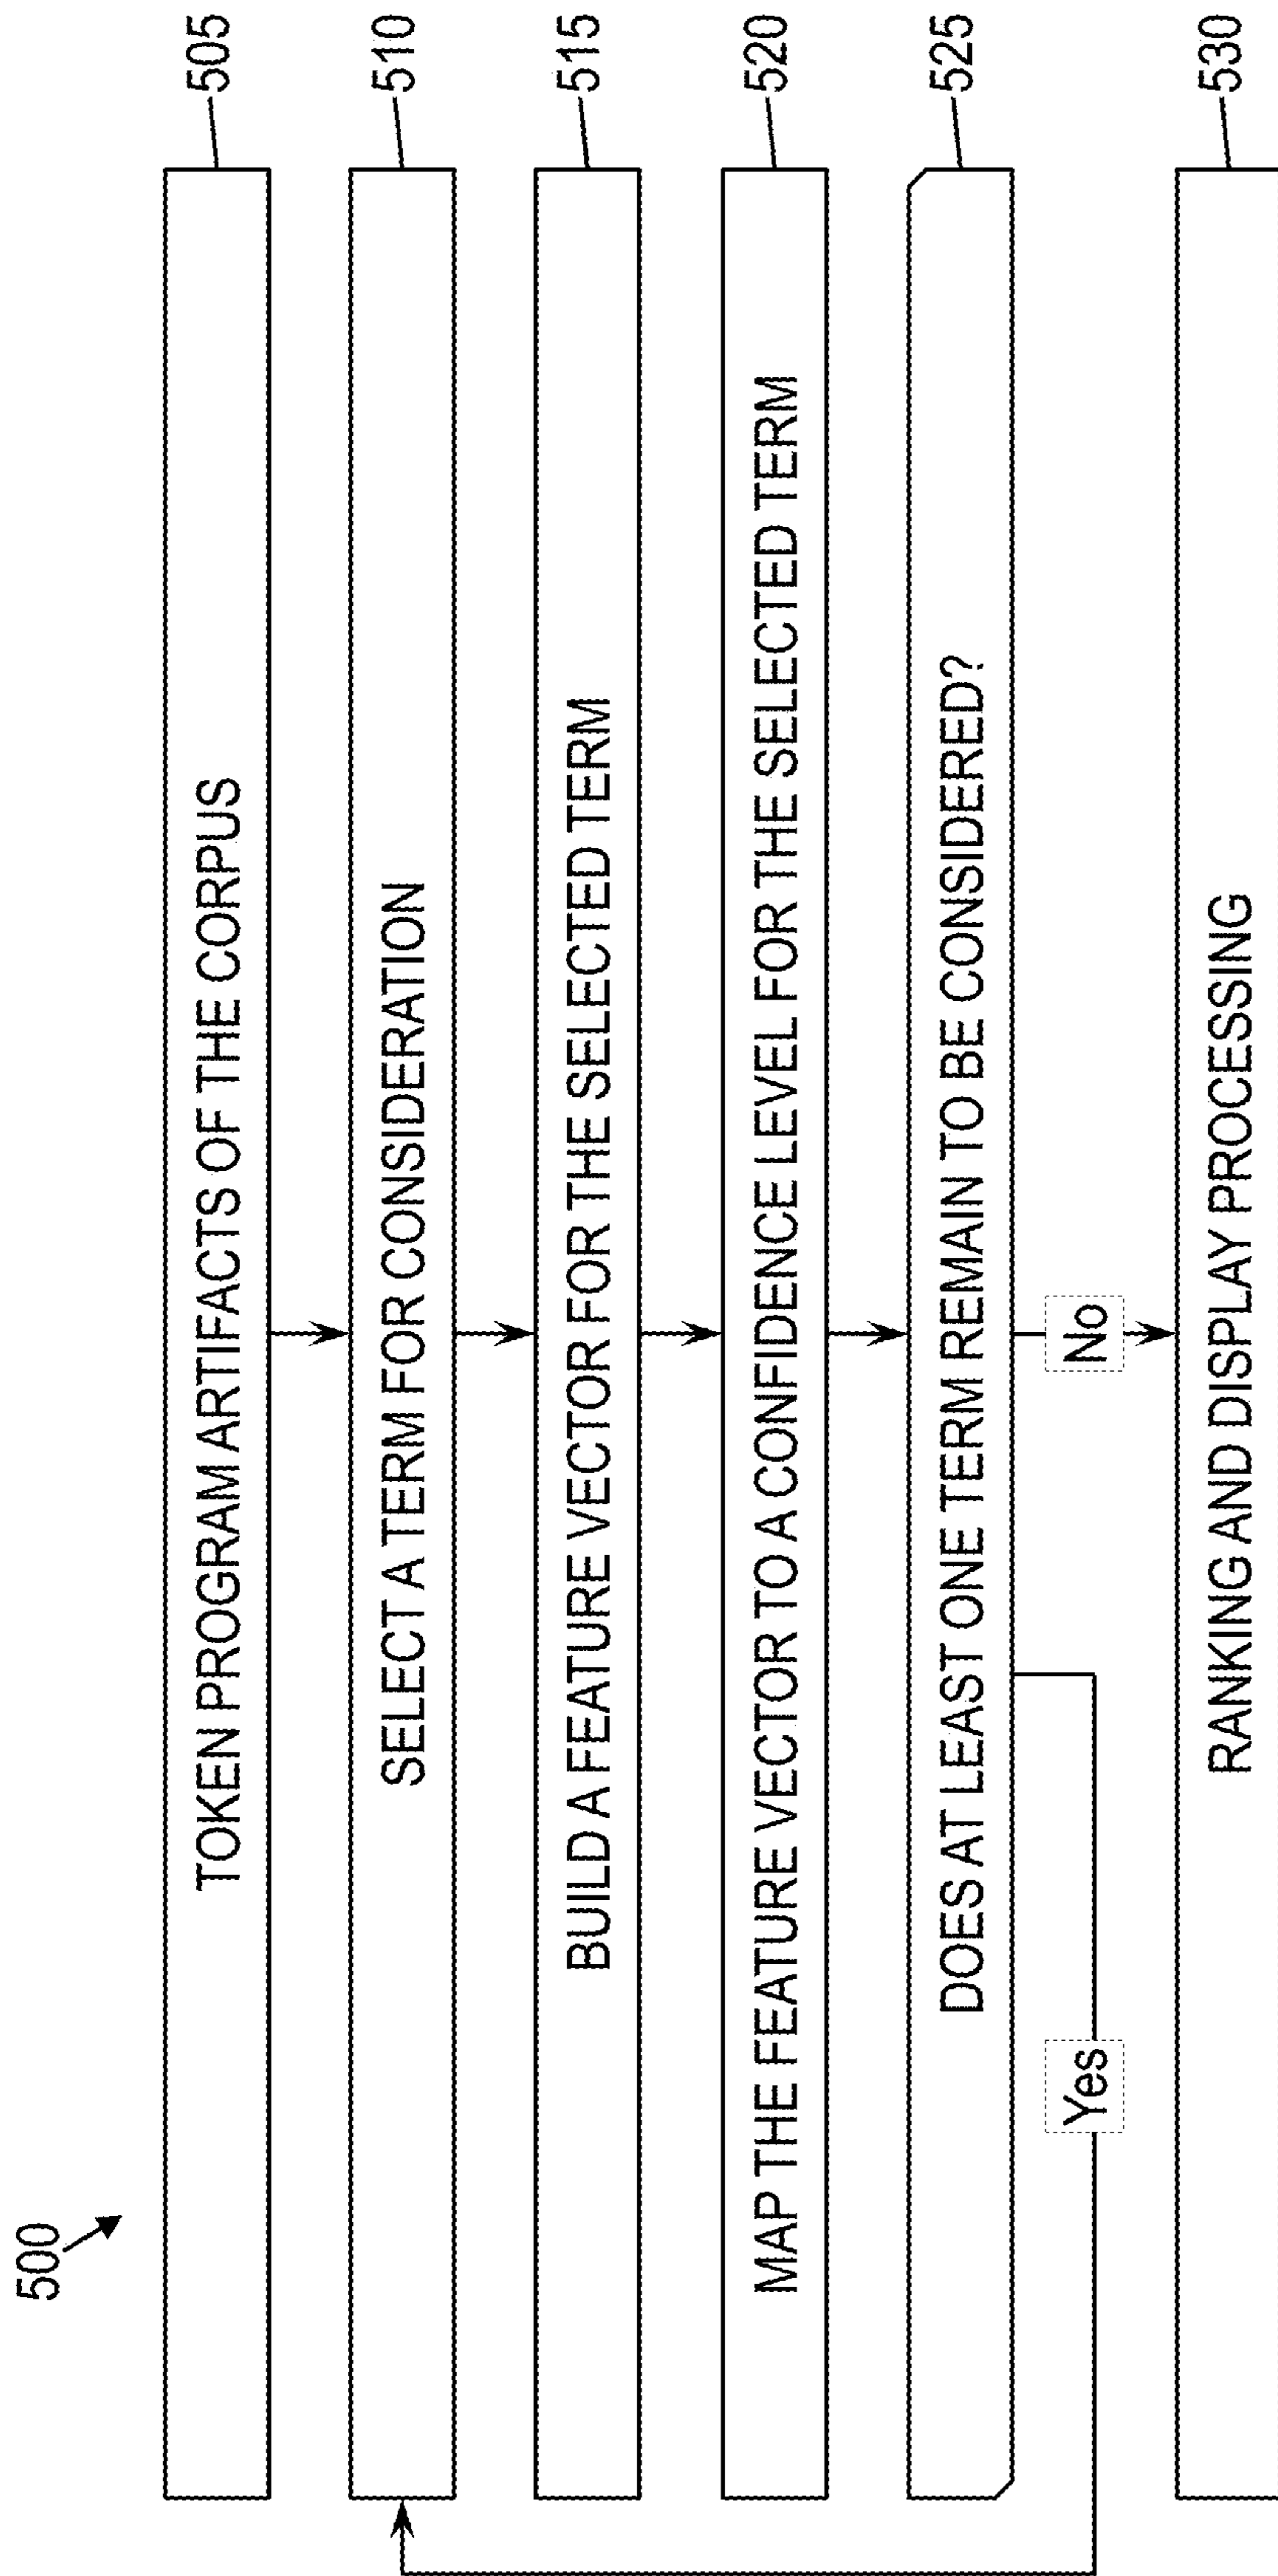 500
TOKEN PROGRAM ARTIFACTS OF THE CORPUS
505
SELECT A TERM FOR CONSIDERATION
510
BUILD A FEATURE VECTOR FOR THE SELECTED TERM
515
MAP THE FEATURE VECTOR TO A CONFIDENCE LEVEL FOR THE SELECTED TERM
520
DOES AT LEAST ONE TERM REMAIN TO BE CONSIDERED?
525
Yes
No
RANKING AND DISPLAY PROCESSING
530